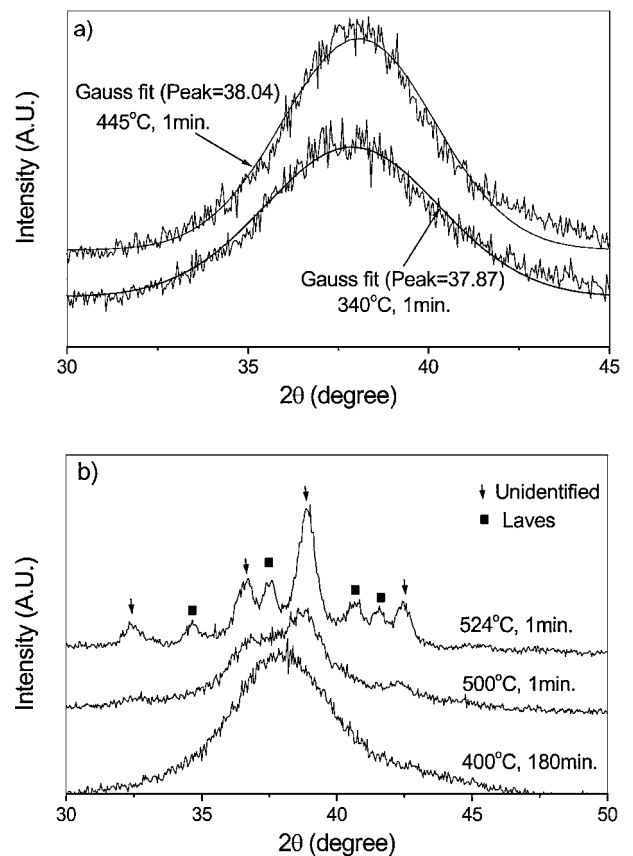 a)
Gauss fit (Peak=38.04)
445°C, 1min.
Gauss fit (Peak=37.87)
340°C, 1min.
Intensity (A.U.)
30 35 40 45
2θ (degree)
b)
Unidentified
Laves
524°C, 1min.
500°C, 1min.
400°C, 180min.
Intensity (A.U.)
30 35 40 45 50
2θ (degree)